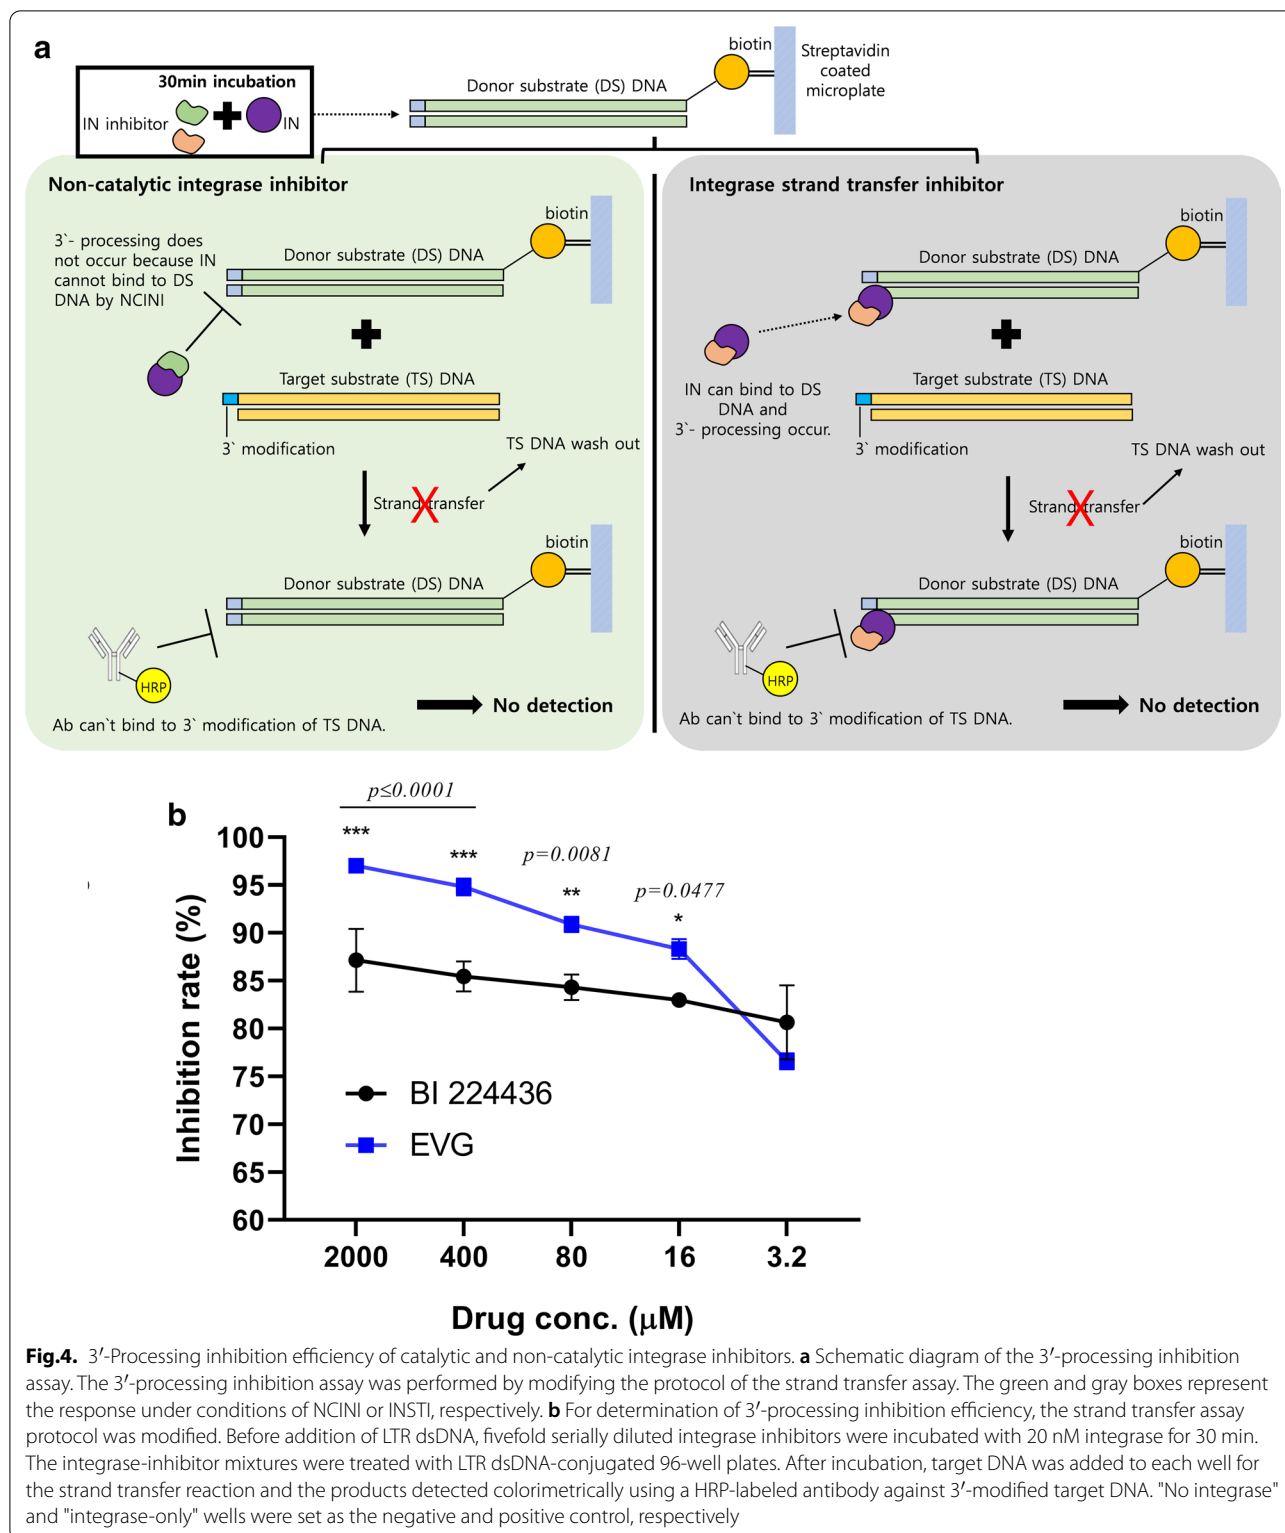 a
30min incubation
IN inhibitor
IN
Donor substrate (DS) DNA
biotin
Streptavidin
coated
microplate
Non-catalytic integrase inhibitor
3`- processing does
not occur because IN
cannot bind to DS
DNA by NCINI
Donor substrate (DS) DNA
biotin
Target substrate (TS) DNA
3` modification
TS DNA wash out
Strand transfer
X
biotin
Donor substrate (DS) DNA
HRP
No detection
Ab can`t bind to 3` modification of TS DNA.
Integrase strand transfer inhibitor
biotin
Donor substrate (DS) DNA
IN can bind to DS
DNA and
3`- processing occur.
Target substrate (TS) DNA
3` modification
TS DNA wash out
Strand transfer
X
biotin
Donor substrate (DS) DNA
HRP
No detection
Ab can`t bind to 3` modification of TS DNA.
b
p≤0.0001
***
***
p=0.0081
**
p=0.0477
*
Inhibition rate (%)
100
95
90
85
80
75
70
65
60
BI 224436
EVG
2000 400 80 16 3.2
Drug conc. (μM)
Fig.4. 3′-Processing inhibition efficiency of catalytic and non-catalytic integrase inhibitors. a Schematic diagram of the 3′-processing inhibition
assay. The 3′-processing inhibition assay was performed by modifying the protocol of the strand transfer assay. The green and gray boxes represent
the response under conditions of NCINI or INSTI, respectively. b For determination of 3′-processing inhibition efficiency, the strand transfer assay
protocol was modified. Before addition of LTR dsDNA, fivefold serially diluted integrase inhibitors were incubated with 20 nM integrase for 30 min.
The integrase-inhibitor mixtures were treated with LTR dsDNA-conjugated 96-well plates. After incubation, target DNA was added to each well for
the strand transfer reaction and the products detected colorimetrically using a HRP-labeled antibody against 3′-modified target DNA. "No integrase"
and "integrase-only" wells were set as the negative and positive control, respectively